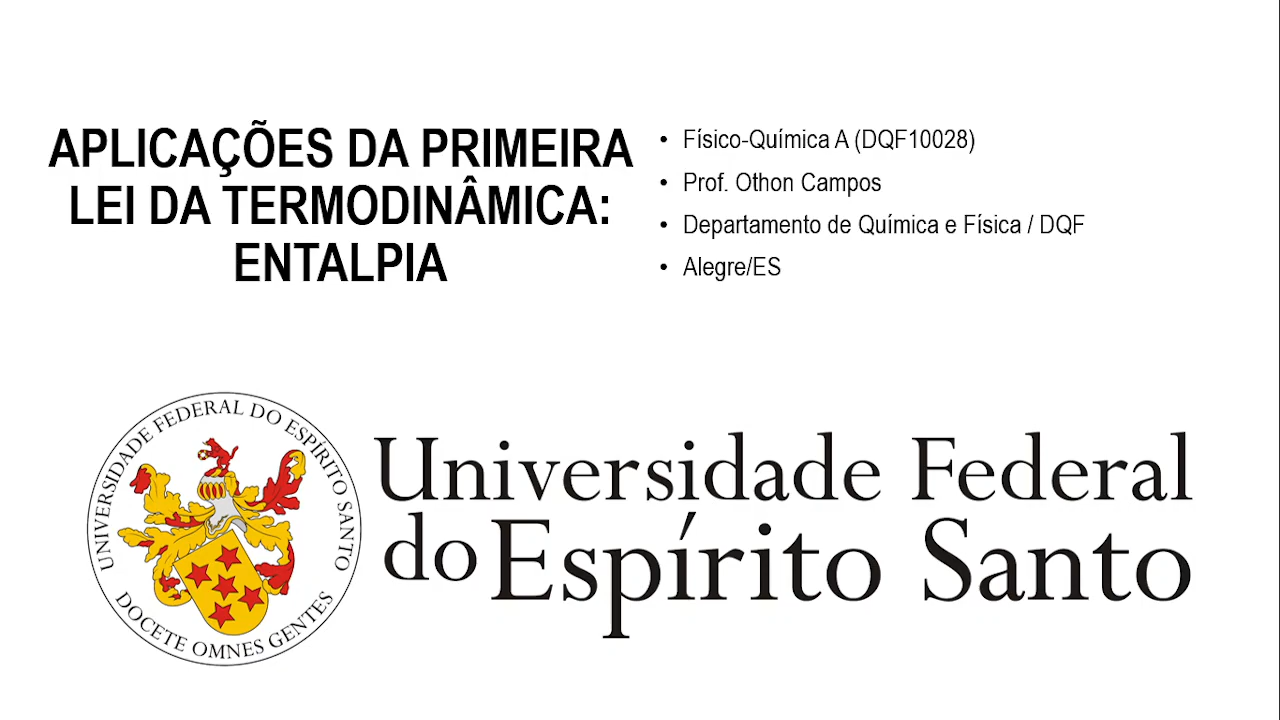 APLICAÇÕES DA PRIMEIRA
LEI DA TERMODINÂMICA:
ENTALPIA
• Físico-Química A (DQF10028)
• Prof. Othon Campos
• Departamento de Química e Física / DQF
• Alegre/ES
UNIVERSIDADE FEDERAL DO ESPÍRITO SANTO
DOCETE OMNES GENTES
Universidade Federal
do Espírito Santo